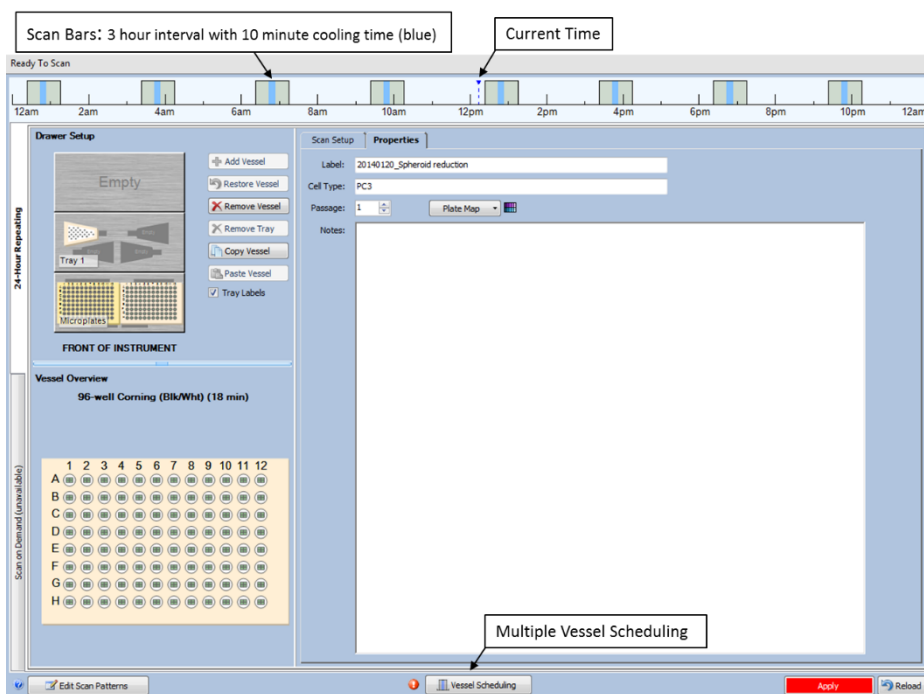 Scan Bars: 3 hour interval with 10 minute cooling time (blue)
Current Time
Ready To Scan
12am 2am 4am 6am 8am 10am 12pm 2pm 4pm 6pm 8pm 10pm 12am
24-Hour Repeating
Scan on Demand (unavailable)
Drawer Setup
Empty
Tray 1
Microplates
FRONT OF INSTRUMENT
Add Vessel
Restore Vessel
Remove Vessel
Remove Tray
Copy Vessel
Paste Vessel
Tray Labels
Vessel Overview
96-well Corning (Blk/Wht) (18 min)
1 2 3 4 5 6 7 8 9 10 11 12
A
B
C
D
E
F
G
H
Scan Setup Properties
Label: 20140120_Spheroid reduction
Cell Type: PC3
Passage: 1 Plate Map
Notes:
Multiple Vessel Scheduling
Edit Scan Patterns Vessel Scheduling Apply Reload